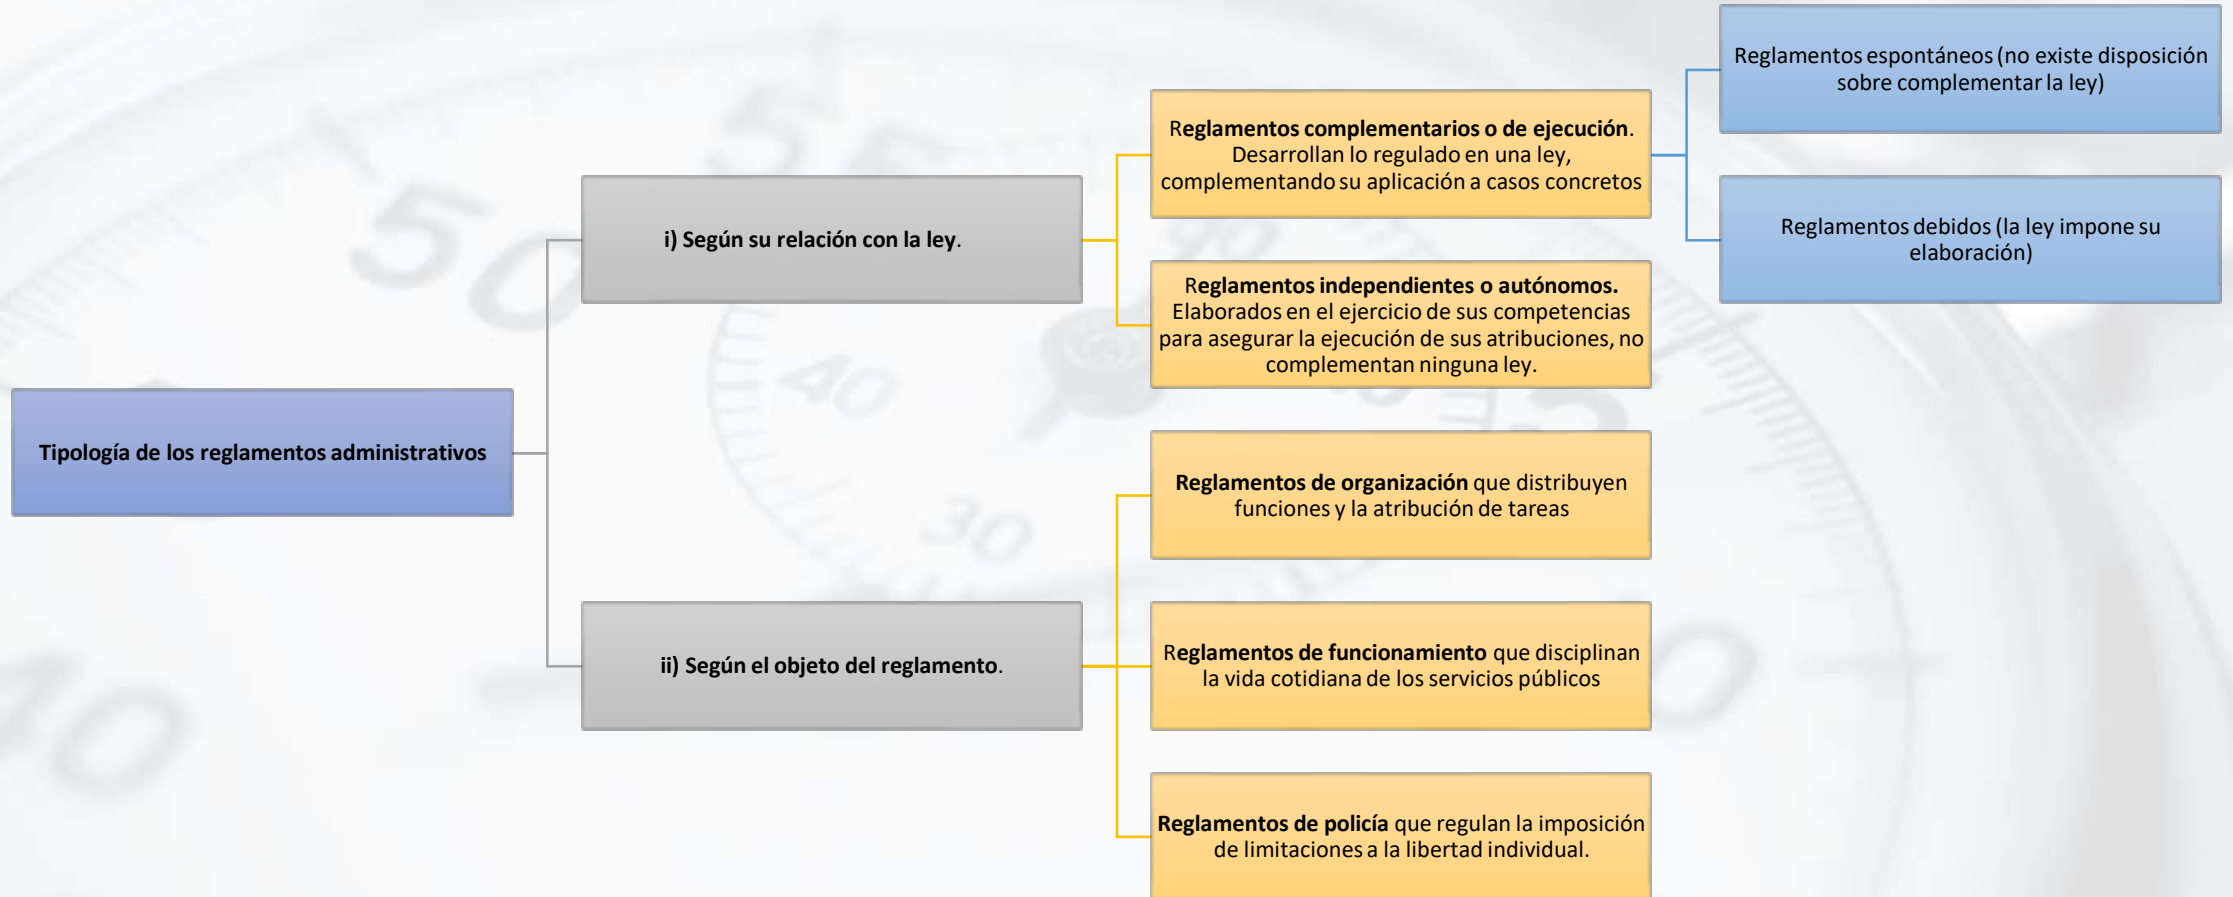 Tipología de los reglamentos administrativos
i) Según su relación con la ley.
Reglamentos complementarios o de ejecución.
Desarrollan lo regulado en una ley,
complementando su aplicación a casos concretos
Reglamentos espontáneos (no existe disposición
sobre complementar la ley)
Reglamentos debidos (la ley impone su
elaboración)
Reglamentos independientes o autónomos.
Elaborados en el ejercicio de sus competencias
para asegurar la ejecución de sus atribuciones, no
complementan ninguna ley.
ii) Según el objeto del reglamento.
Reglamentos de organización que distribuyen
funciones y la atribución de tareas
Reglamentos de funcionamiento que disciplinan
la vida cotidiana de los servicios públicos
Reglamentos de policía que regulan la imposición
de limitaciones a la libertad individual.
50
55
40
30
40